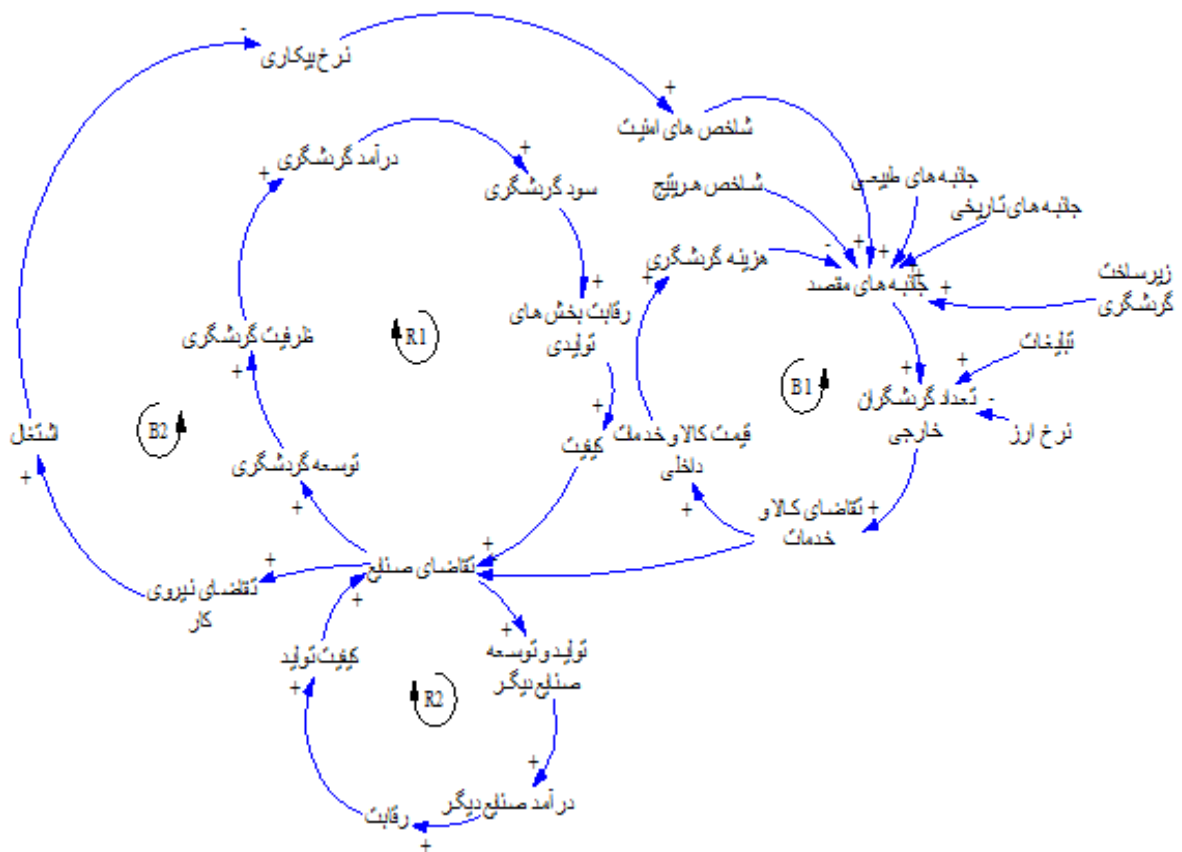 نرخ بیکاری
شاخص های امنیت
درآمد گردشگری
سود گردشگری
شاخص هریتیج
جاذبه های طبیعی
جاذبه های تاریخی
هزینه گردشگری
جاذبه های مقصد
زیرساخت
گردشگری
رقابت بخش های
تولیدی
ظرفیت گردشگری
R1
تبلیغات
B1
تعداد گردشگران
خارجی
نرخ ارز
اشتغال
B2
کیفیت
قیمت کالا و خدمات
داخلی
توسعه گردشگری
تقاضای کالا و
خدمات
تقاضای صنایع
تقاضای نیروی
کار
کیفیت تولید
تولید و توسعه
صنایع دیگر
R2
درآمد صنایع دیگر
رقابت